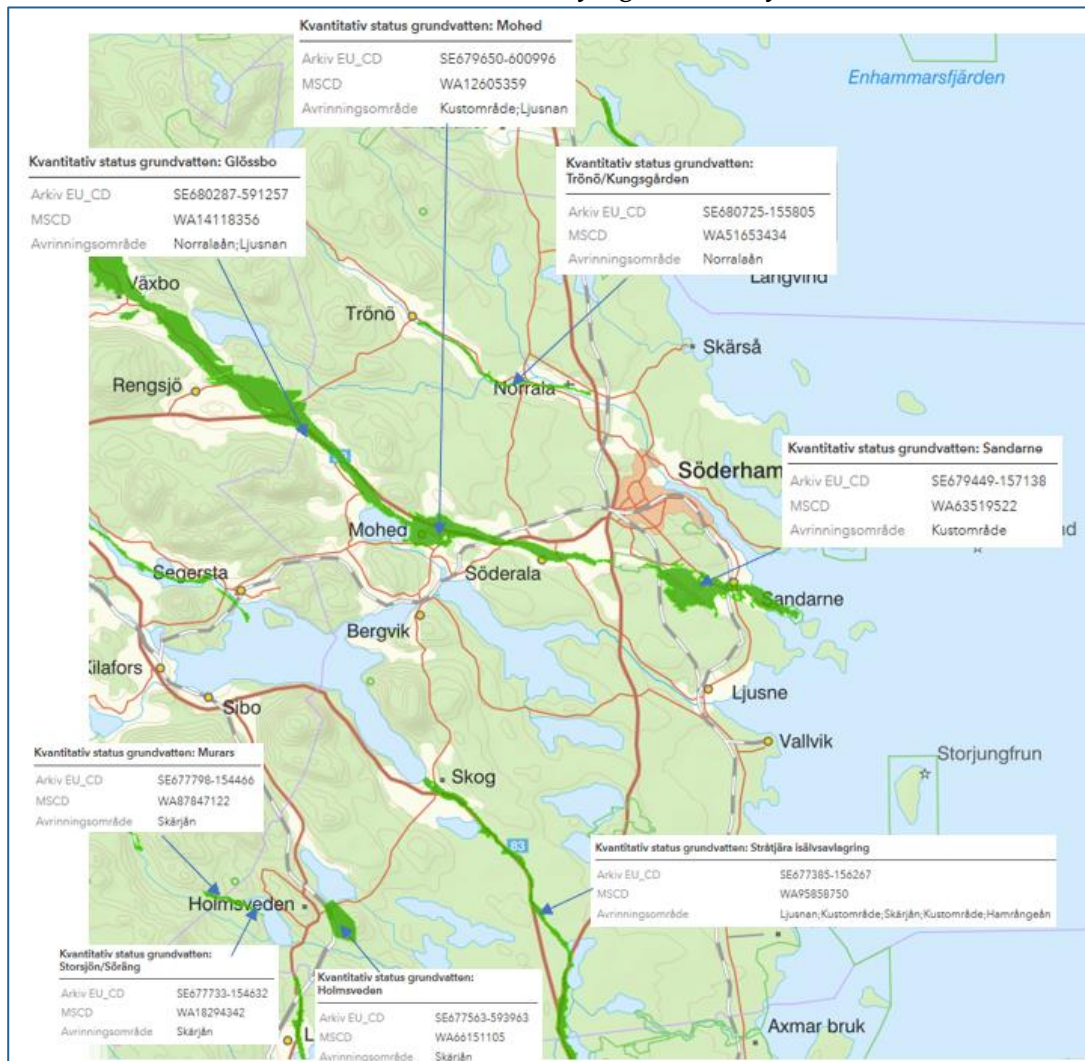 Kvantitativ status grundvatten: Mohed
Arkiv EU_CD SE679650-600996
MSCD WA12605359
Avrinningsområde Kustområde;Ljusnan
Enhammarsfjärden
Kvantitativ status grundvatten: Glössbo
Arkiv EU_CD SE680287-591257
MSCD WA14118356
Avrinningsområde Norralaån;Ljusnan
Kvantitativ status grundvatten:
Trönö/Kungsgården
Arkiv EU_CD SE680725-155805
MSCD WA51653434
Avrinningsområde Norralaån
Långvind
Växbo
Trönö
Skärså
Rengsjö
Norrala
Kvantitativ status grundvatten: Sandarne
Arkiv EU_CD SE679449-157138
MSCD WA63519522
Avrinningsområde Kustområde
Söderham
Mohed
Söderala
Segersta
Sandarne
Bergvik
Kilafors
Ljusne
Sibo
Vallvik
Storjungfrun
Kvantitativ status grundvatten: Murars
Arkiv EU_CD SE677798-154466
MSCD WA87847122
Avrinningsområde Skärjån
Skog
83
Kvantitativ status grundvatten: Stråtjära isälvsavlagring
Arkiv EU_CD SE677385-156267
MSCD WA95858750
Avrinningsområde Ljusnan;Kustområde;Skärjån;Kustområde;Hamrångeån
Holmsveden
Kvantitativ status grundvatten:
Storsjön/Söräng
Arkiv EU_CD SE677733-154632
MSCD WA18294342
Avrinningsområde Skärjån
Kvantitativ status grundvatten:
Holmsveden
Arkiv EU_CD SE677563-593963
MSCD WA66151105
Avrinningsområde Skärjån
L
Axmar bruk